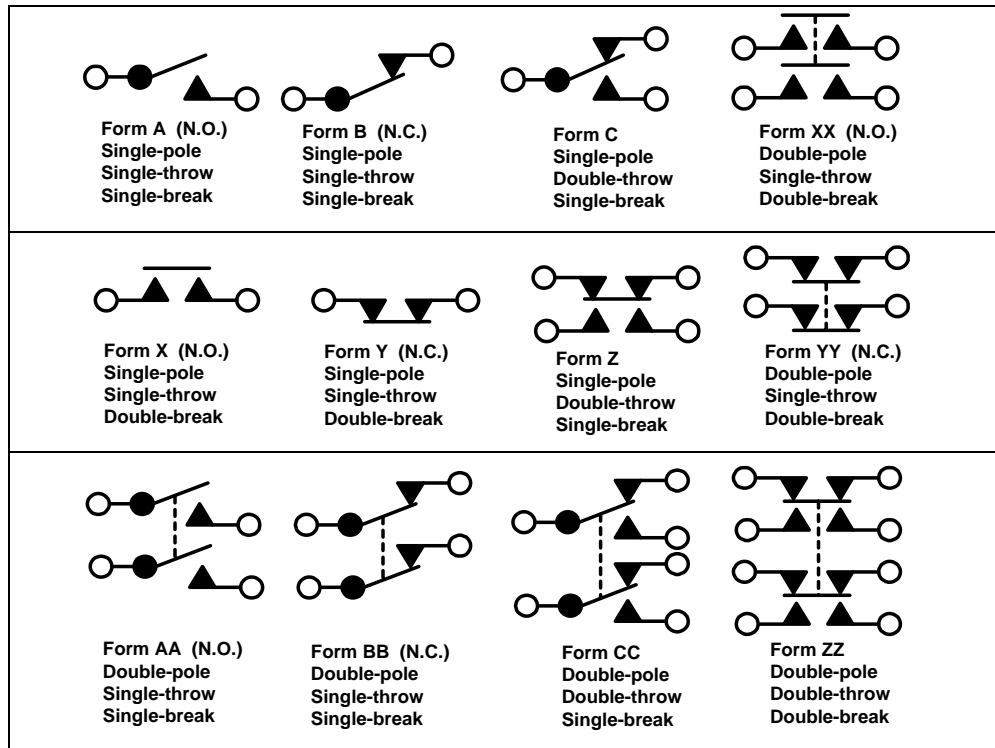 Form A (N.O.)
Single-pole
Single-throw
Single-break
Form B (N.C.)
Single-pole
Single-throw
Single-break
Form C
Single-pole
Double-throw
Single-break
Form XX (N.O.)
Double-pole
Single-throw
Double-break
Form X (N.O.)
Single-pole
Single-throw
Double-break
Form Y (N.C.)
Single-pole
Single-throw
Double-break
Form Z
Single-pole
Double-throw
Single-break
Form YY (N.C.)
Double-pole
Single-throw
Double-break
Form AA (N.O.)
Double-pole
Single-throw
Single-break
Form BB (N.C.)
Double-pole
Single-throw
Single-break
Form CC
Double-pole
Double-throw
Single-break
Form ZZ
Double-pole
Double-throw
Double-break